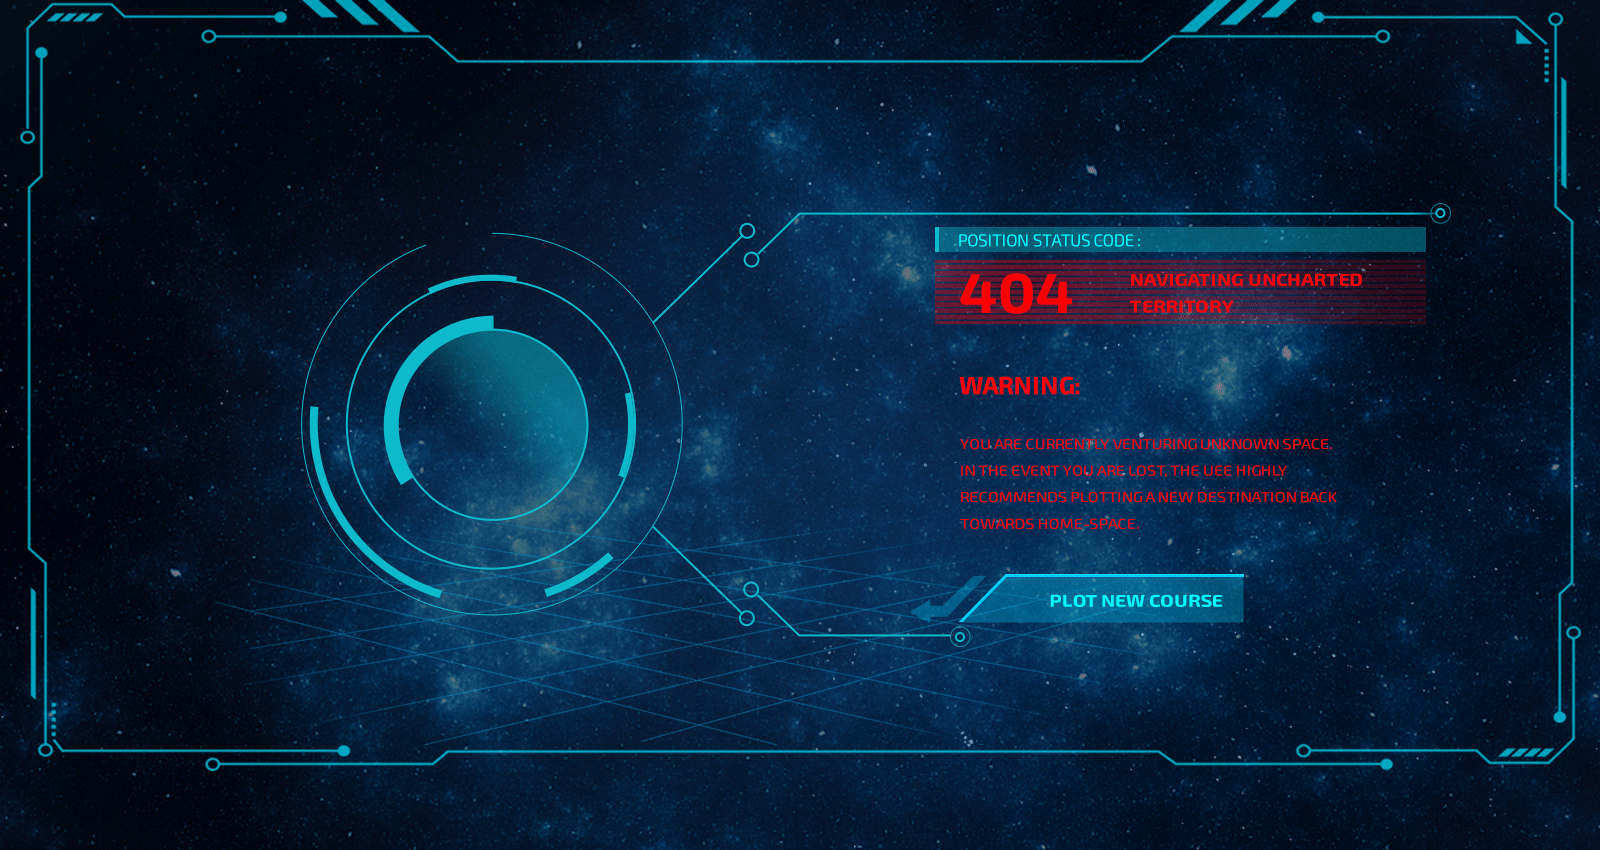 POSITION STATUS CODE :
404
NAVIGATING UNCHARTED
TERRITORY
WARNING:
YOU ARE CURRENTLY VENTURING UNKNOWN SPACE.
IN THE EVENT YOU ARE LOST, THE UEE HIGHLY
RECOMMENDS PLOTTING A NEW DESTINATION BACK
TOWARDS HOME-SPACE.
PLOT NEW COURSE